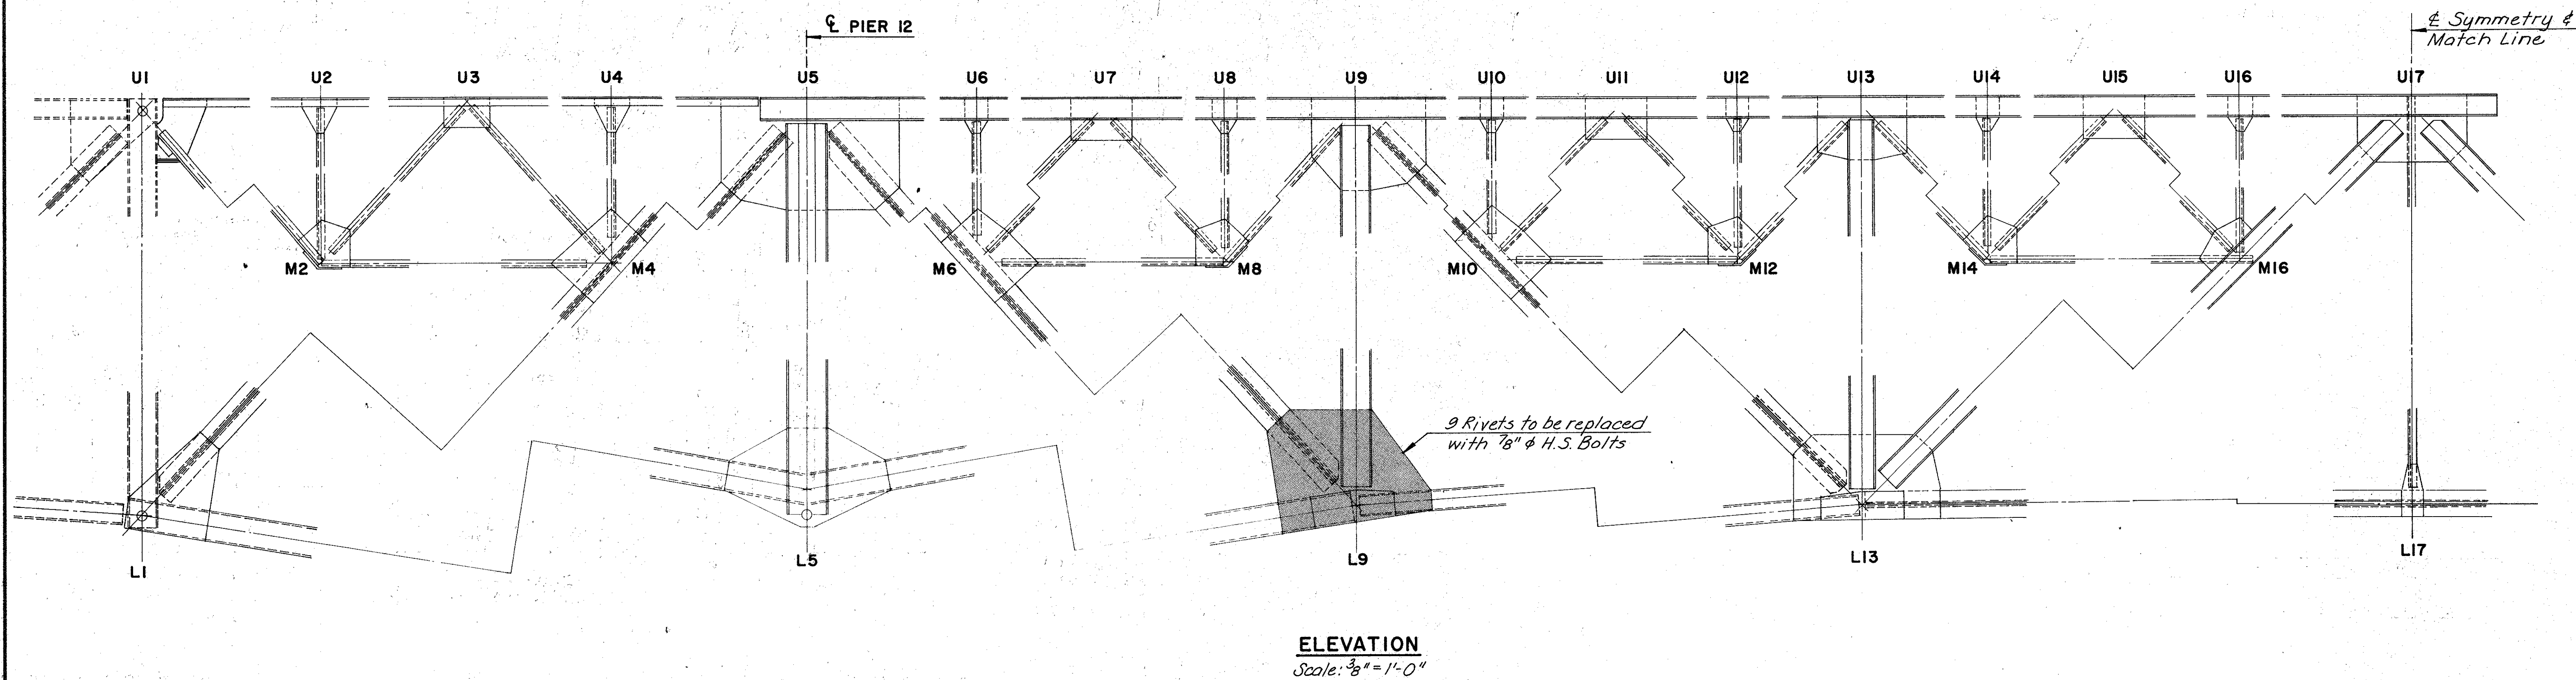 ℄ PIER 12
℄ Symmetry &
Match Line
U1 U2 U3 U4 U5 U6 U7 U8 U9 U10 U11 U12 U13 U14 U15 U16 U17
M2 M4 M6 M8 M10 M12 M14 M16
9 Rivets to be replaced
with 7/8" φ H.S. Bolts
L1 L5 L9 L13 L17
ELEVATION
Scale: 3/8" = 1'-0"